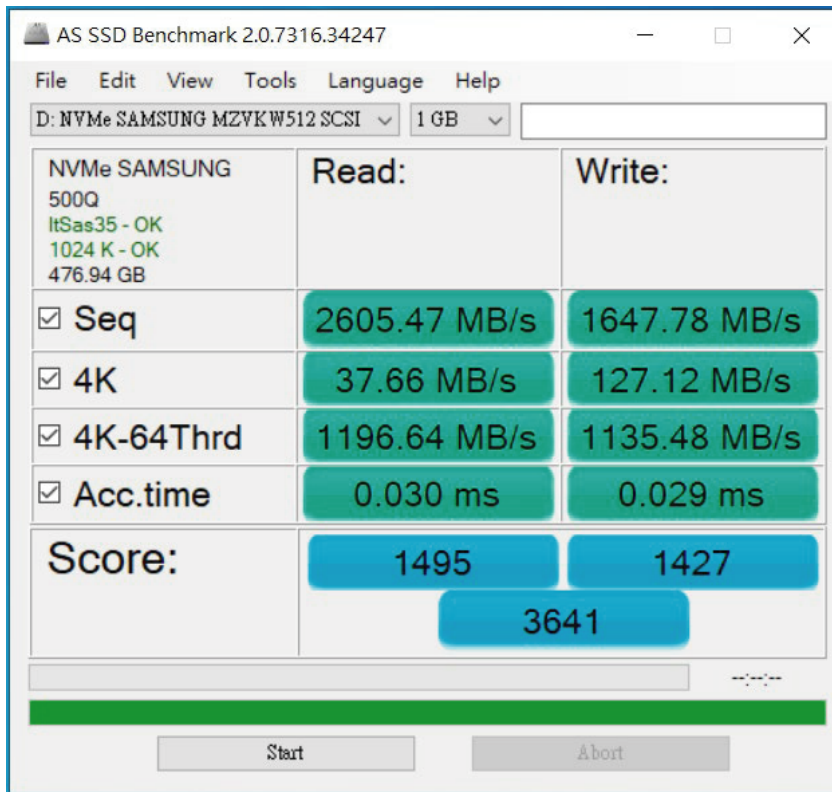 AS SSD Benchmark 2.0.7316.34247
File Edit View Tools Language Help
D: NVMe SAMSUNG MZVKW512 SCSI 1 GB
NVMe SAMSUNG
500Q
ItSas35 - OK
1024 K - OK
476.94 GB
Read: Write:
Seq 2605.47 MB/s 1647.78 MB/s
4K 37.66 MB/s 127.12 MB/s
4K-64Thrd 1196.64 MB/s 1135.48 MB/s
Acc.time 0.030 ms 0.029 ms
Score: 1495 1427
3641
--:--:--
Start Abort